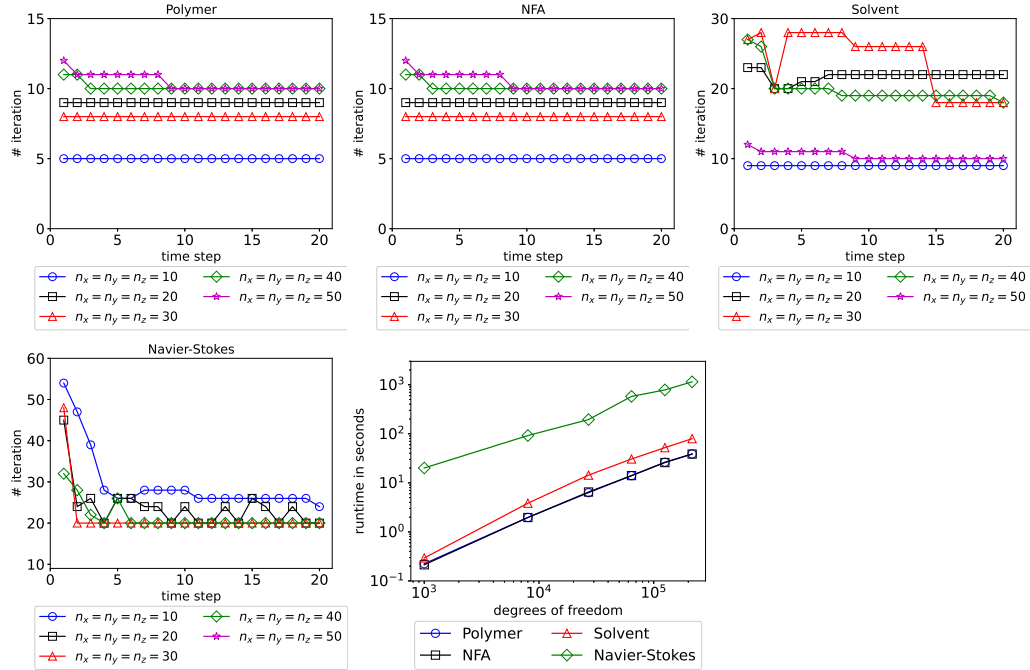 Polymer
15
10
5
0
# iteration
0
5
10
15
20
time step
n_x = n_y = n_z = 10
n_x = n_y = n_z = 40
n_x = n_y = n_z = 20
n_x = n_y = n_z = 50
n_x = n_y = n_z = 30
NFA
15
10
5
0
# iteration
0
5
10
15
20
time step
n_x = n_y = n_z = 10
n_x = n_y = n_z = 40
n_x = n_y = n_z = 20
n_x = n_y = n_z = 50
n_x = n_y = n_z = 30
Solvent
30
20
10
0
# iteration
0
5
10
15
20
time step
n_x = n_y = n_z = 10
n_x = n_y = n_z = 40
n_x = n_y = n_z = 20
n_x = n_y = n_z = 50
n_x = n_y = n_z = 30
Navier-Stokes
60
50
40
30
20
10
# iteration
0
5
10
15
20
time step
n_x = n_y = n_z = 10
n_x = n_y = n_z = 40
n_x = n_y = n_z = 20
n_x = n_y = n_z = 50
n_x = n_y = n_z = 30
10^3
10^2
10^1
10^0
10^−1
runtime in seconds
10^3
10^4
10^5
degrees of freedom
Polymer
Solvent
NFA
Navier-Stokes